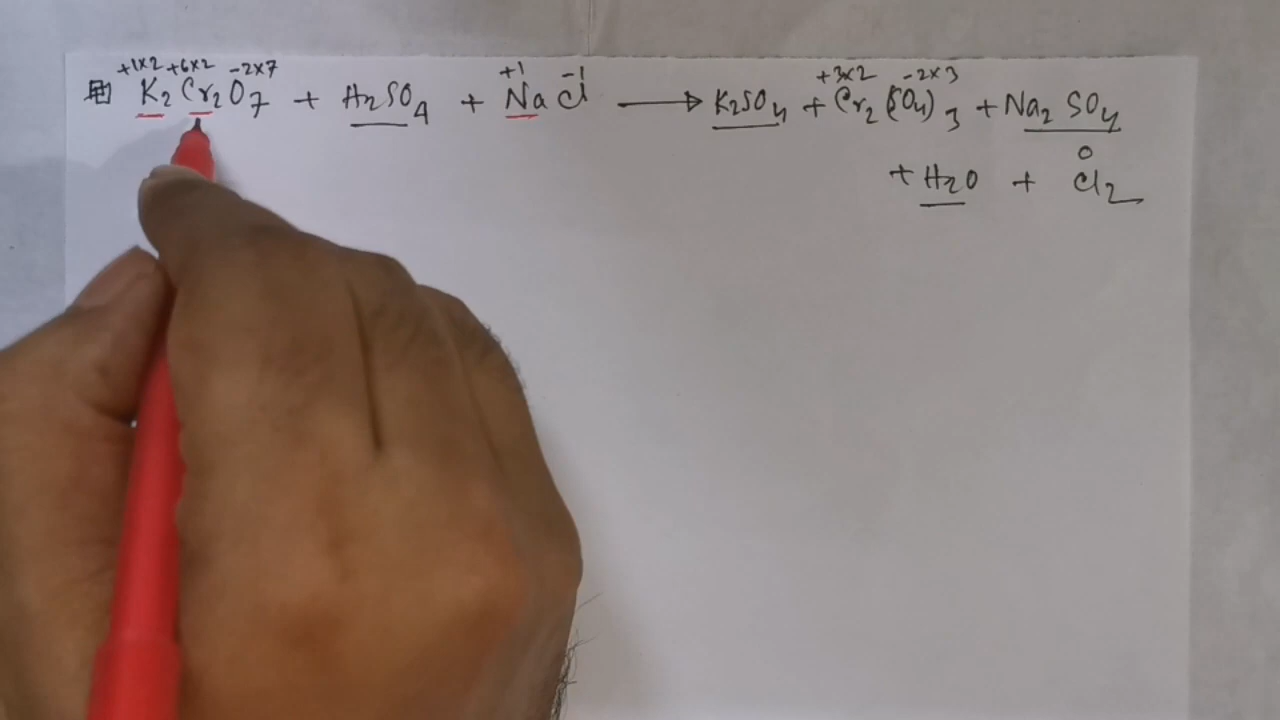 +1×2 +6×2 -2×7 +1 -1 +3×2 -2×3
K2Cr2O7 + H2SO4 + NaCl → K2SO4 + Cr2(SO4)3 + Na2SO4
0
+ H2O + Cl2